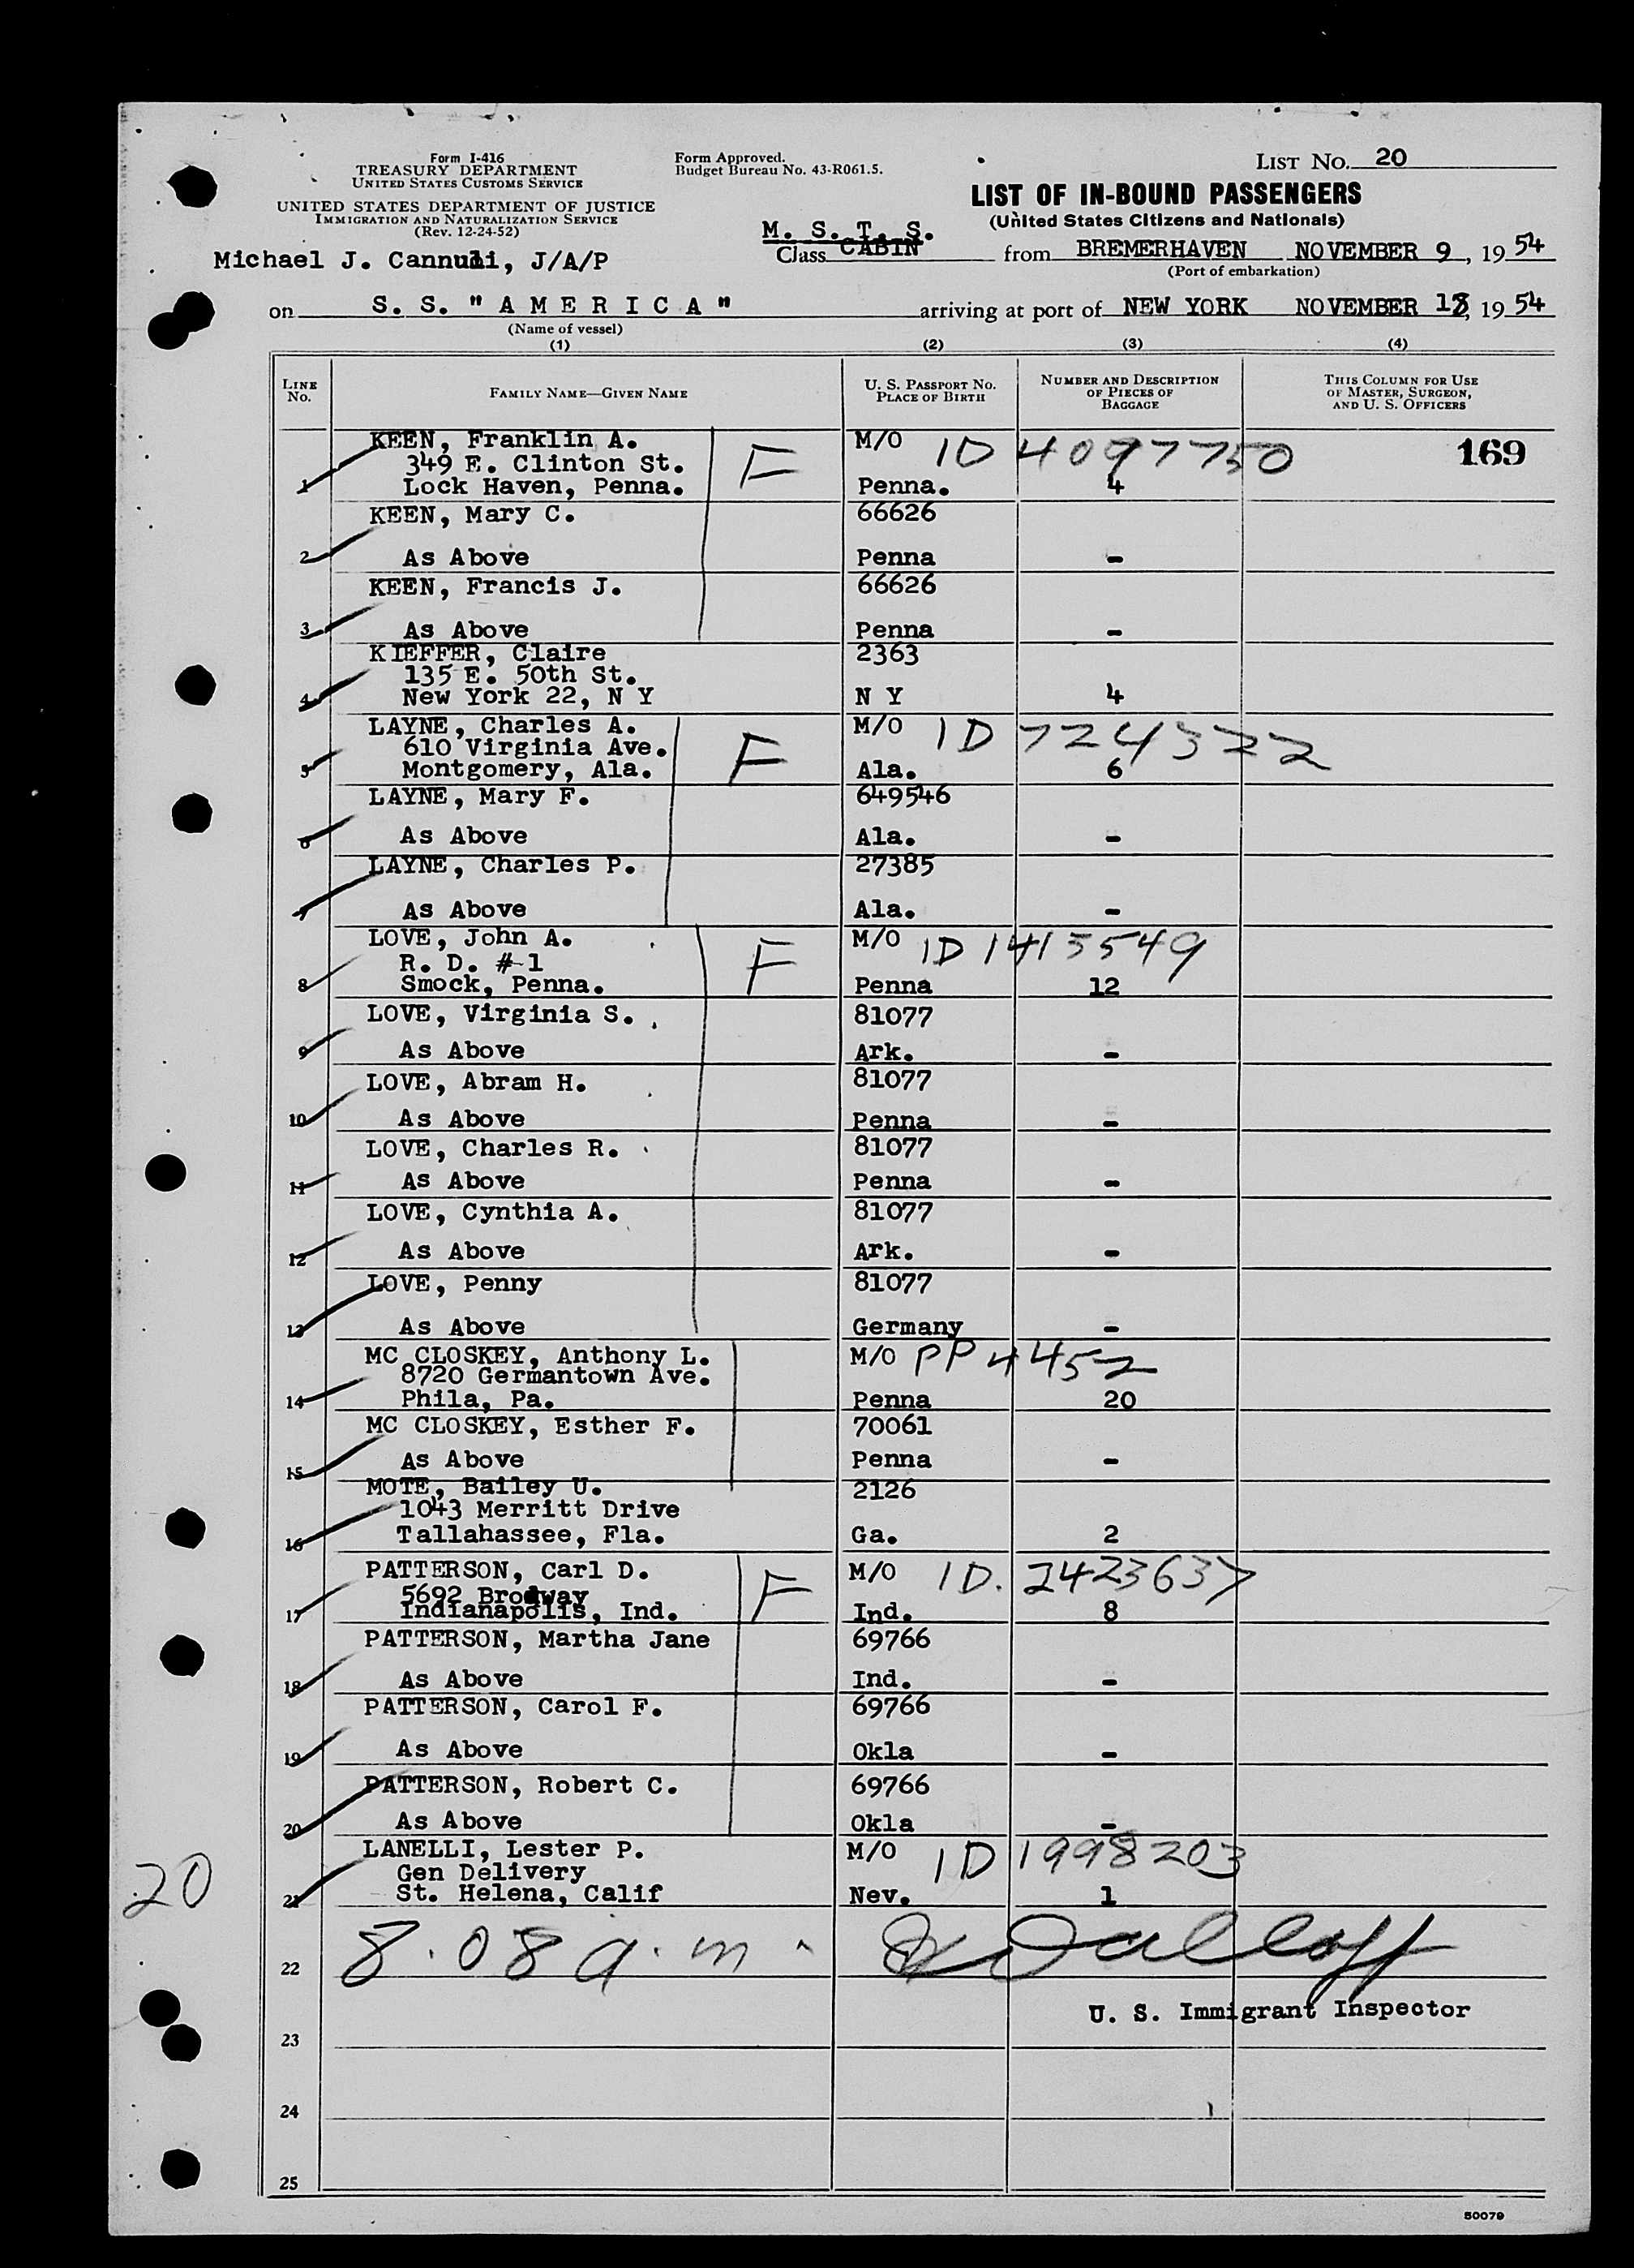 Form I-416
TREASURY DEPARTMENT
UNITED STATES CUSTOMS SERVICE
UNITED STATES DEPARTMENT OF JUSTICE
IMMIGRATION AND NATURALIZATION SERVICE
(Rev. 12-24-52)
Form Approved.
Budget Bureau No. 43-R061.5.
LIST NO. 20
LIST OF IN-BOUND PASSENGERS
(United States Citizens and Nationals)
Michael J. Cannuli, J/A/P
M. S. T. S.
Class CABIN from BREMERHAVEN NOVEMBER 9, 19 54
(Port of embarkation)
on S. S. "A M E R I C A" arriving at port of NEW YORK NOVEMBER 18, 19 54
(Name of vessel)
(1) (2) (3) (4)
LINE NO.
FAMILY NAME—GIVEN NAME
U. S. PASSPORT NO. PLACE OF BIRTH
NUMBER AND DESCRIPTION OF PIECES OF BAGGAGE
THIS COLUMN FOR USE OF MASTER, SURGEON, AND U. S. OFFICERS
KEEN, Franklin A. F M/O ID 4097750 169
349 E. Clinton St.
1 Lock Haven, Penna. Penna. 4
KEEN, Mary C. 66626
2 As Above Penna -
KEEN, Francis J. 66626
3 As Above Penna -
KIEFFER, Claire 2363
135 E. 50th St.
4 New York 22, N Y N Y 4
LAYNE, Charles A. M/O ID 724322
610 Virginia Ave. F
5 Montgomery, Ala. Ala. 6
LAYNE, Mary F. 649546
6 As Above Ala. -
LAYNE, Charles P. 27385
7 As Above Ala. -
LOVE, John A. M/O ID 1413549
R. D. #1 F
8 Smock, Penna. Penna 12
LOVE, Virginia S. 81077
9 As Above Ark. -
LOVE, Abram H. 81077
10 As Above Penna -
LOVE, Charles R. 81077
11 As Above Penna -
LOVE, Cynthia A. 81077
12 As Above Ark. -
LOVE, Penny 81077
13 As Above Germany -
MC CLOSKEY, Anthony L. M/O PP 4452
8720 Germantown Ave.
14 Phila, Pa. Penna 20
MC CLOSKEY, Esther F. 70061
15 As Above Penna -
MOTE, Bailey U. 2126
1043 Merritt Drive
16 Tallahassee, Fla. Ga. 2
PATTERSON, Carl D. M/O ID. 2423637
5692 Brodway F
17 Indianapolis, Ind. Ind. 8
PATTERSON, Martha Jane 69766
18 As Above Ind. -
PATTERSON, Carol F. 69766
19 As Above Okla -
PATTERSON, Robert C. 69766
20 As Above Okla -
LANELLI, Lester P. M/O ID 1998203
20 Gen Delivery
21 St. Helena, Calif Nev. 1
22 8.08 a.m.
U. S. Immigrant Inspector
23
24
25
50079